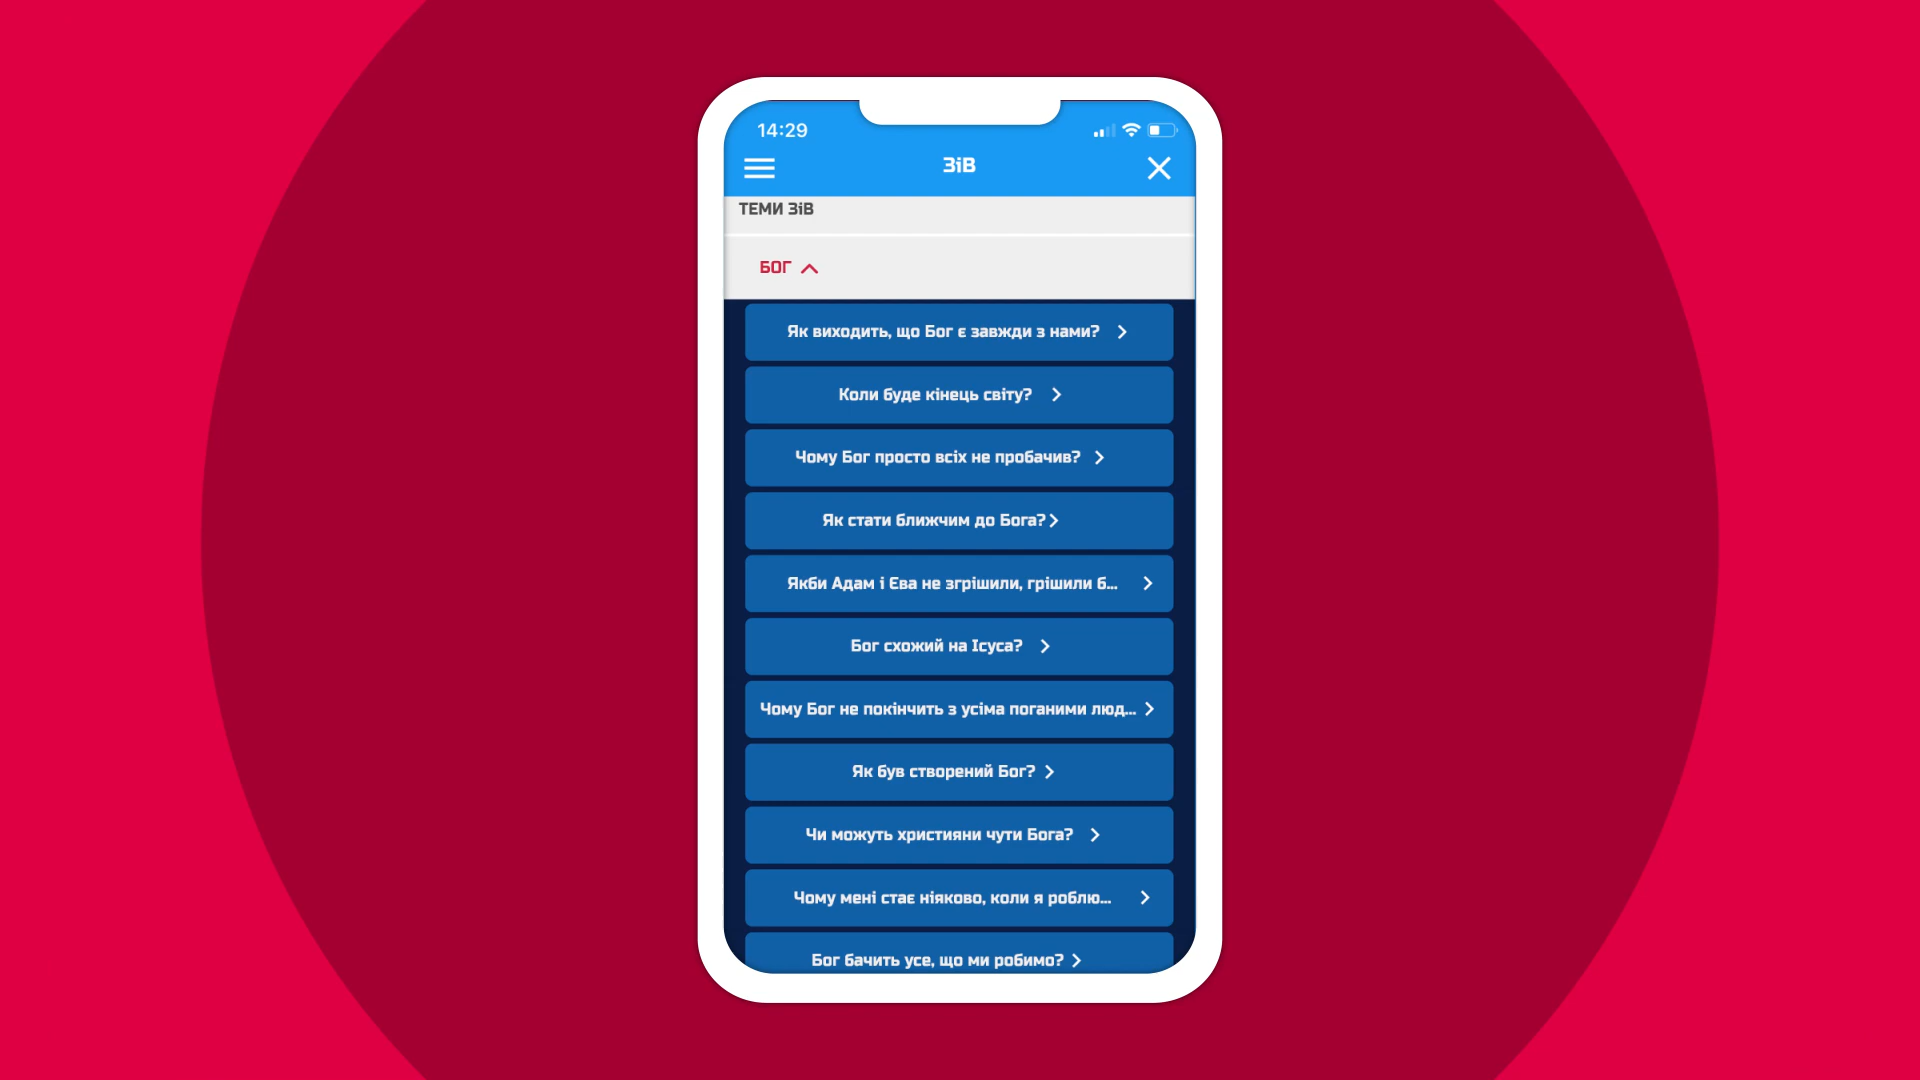 14:29
ЗіВ
ТЕМИ ЗіВ
БОГ
Як виходить, що Бог є завжди з нами?
Коли буде кінець світу?
Чому Бог просто всіх не пробачив?
Як стати ближчим до Бога?
Якби Адам і Ева не згрішили, грішили б...
Бог схожий на Ісуса?
Чому Бог не покінчить з усіма поганими люд...
Як був створений Бог?
Чи можуть християни чути Бога?
Чому мені стає ніяково, коли я роблю...
Бог бачить усе, що ми робимо?